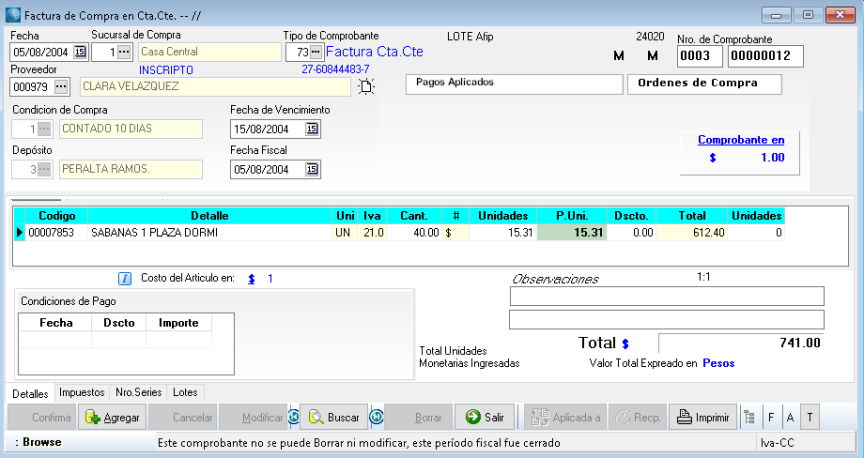 Factura de Compra en Cta.Cte. -- //
Fecha Sucursal de Compra Tipo de Comprobante LOTE Afip 24020 Nro. de Comprobante
05/08/2004 15 1 Casa Central 73 Factura Cta.Cte M M 0003 00000012
Proveedor INSCRIPTO 27-60844483-7
000979 CLARA VELAZQUEZ Pagos Aplicados Ordenes de Compra
Condicion de Compra Fecha de Vencimiento
1 CONTADO 10 DIAS 15/08/2004 15
Comprobante en
Depósito Fecha Fiscal
$ 1.00
3 PERALTA RAMOS. 05/08/2004 15
Codigo Detalle Uni Iva Cant. # Unidades P.Uni. Dscto. Total Unidades
00007853 SABANAS 1 PLAZA DORMI UN 21.0 40.00 $ 15.31 15.31 0.00 612.40 0
i Costo del Articulo en: $ 1 Observaciones 1:1
Condiciones de Pago
Fecha Dscto Importe
Total $ 741.00
Total Unidades
Monetarias Ingresadas Valor Total Expreado en Pesos
Detalles Impuestos Nro.Series Lotes
Confirma Agregar Cancelar Modificar Buscar Borrar Salir Aplicada a Recp. Imprimir F A T
: Browse Este comprobante no se puede Borrar ni modificar, este período fiscal fue cerrado Iva-CC